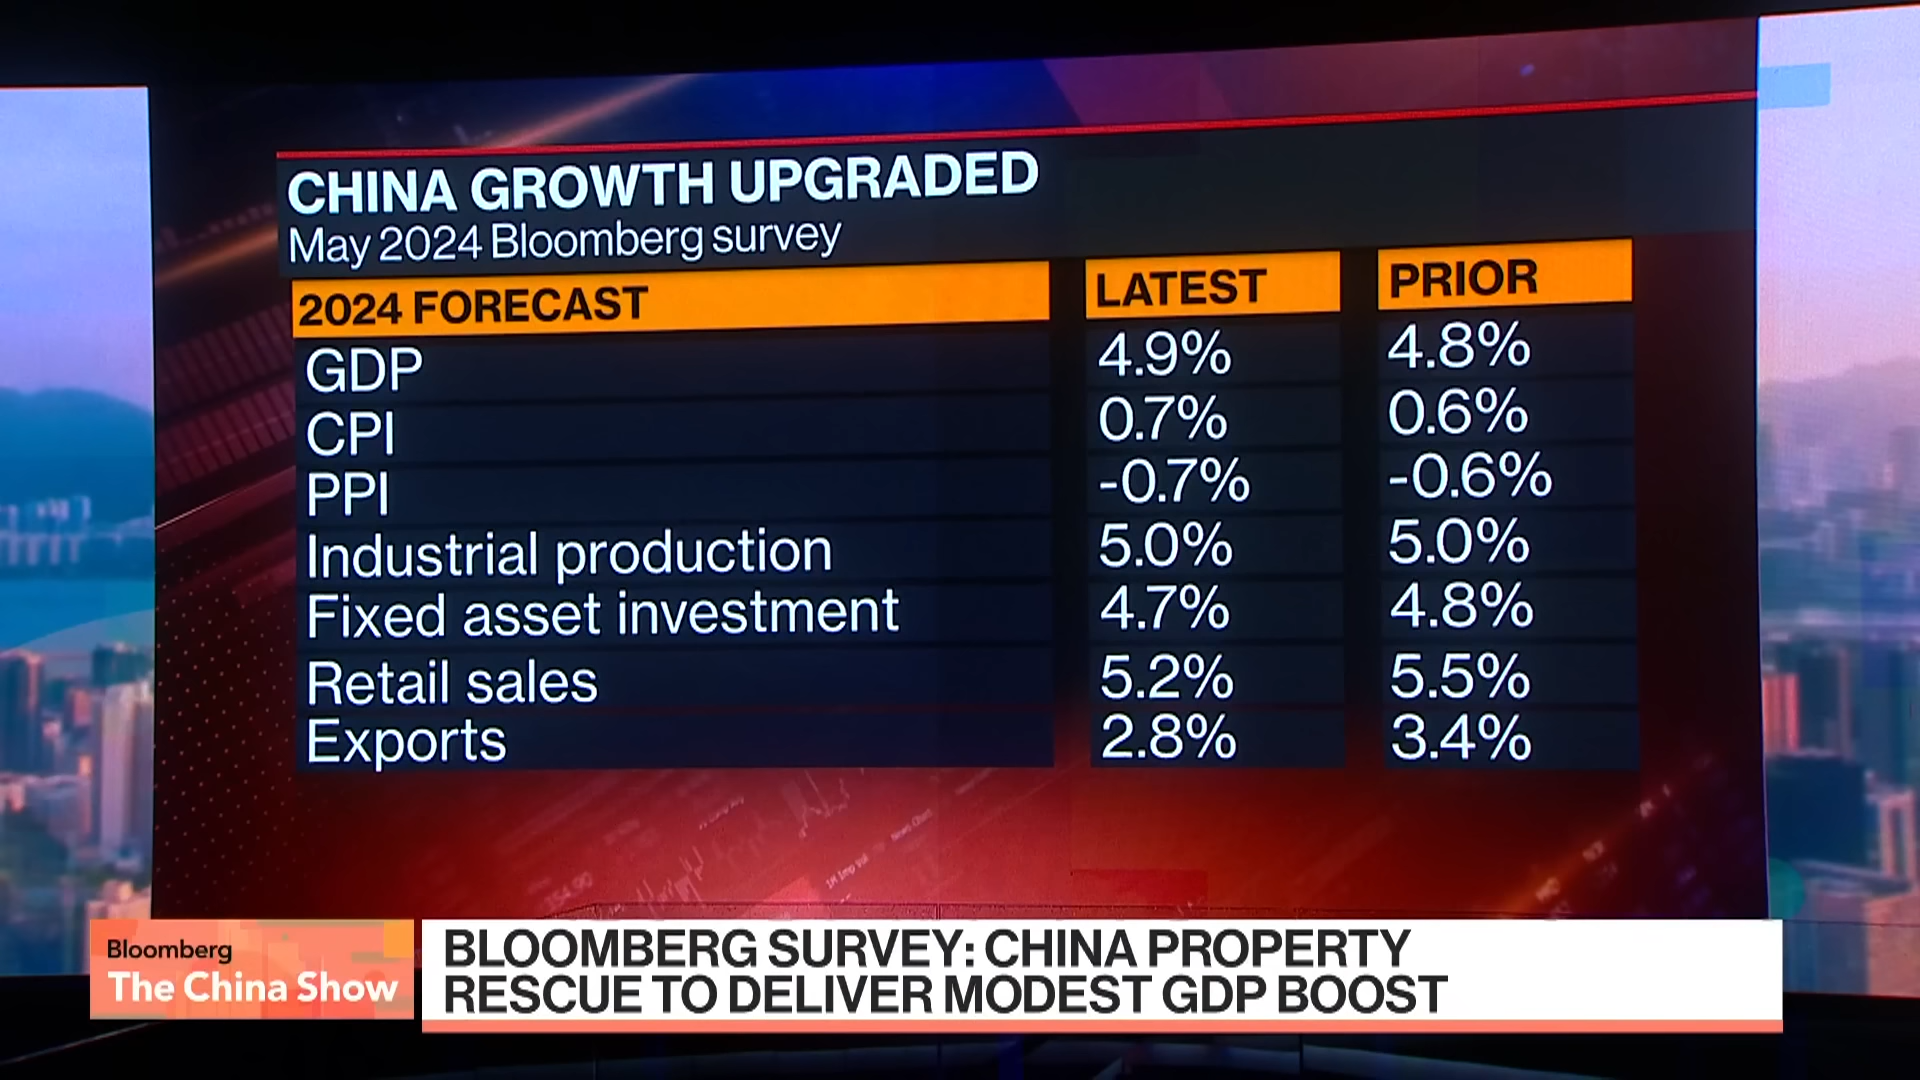 CHINA GROWTH UPGRADED
May 2024 Bloomberg survey
2024 FORECAST LATEST PRIOR
GDP 4.9% 4.8%
CPI 0.7% 0.6%
PPI -0.7% -0.6%
Industrial production 5.0% 5.0%
Fixed asset investment 4.7% 4.8%
Retail sales 5.2% 5.5%
Exports 2.8% 3.4%
Bloomberg
The China Show
BLOOMBERG SURVEY: CHINA PROPERTY
RESCUE TO DELIVER MODEST GDP BOOST